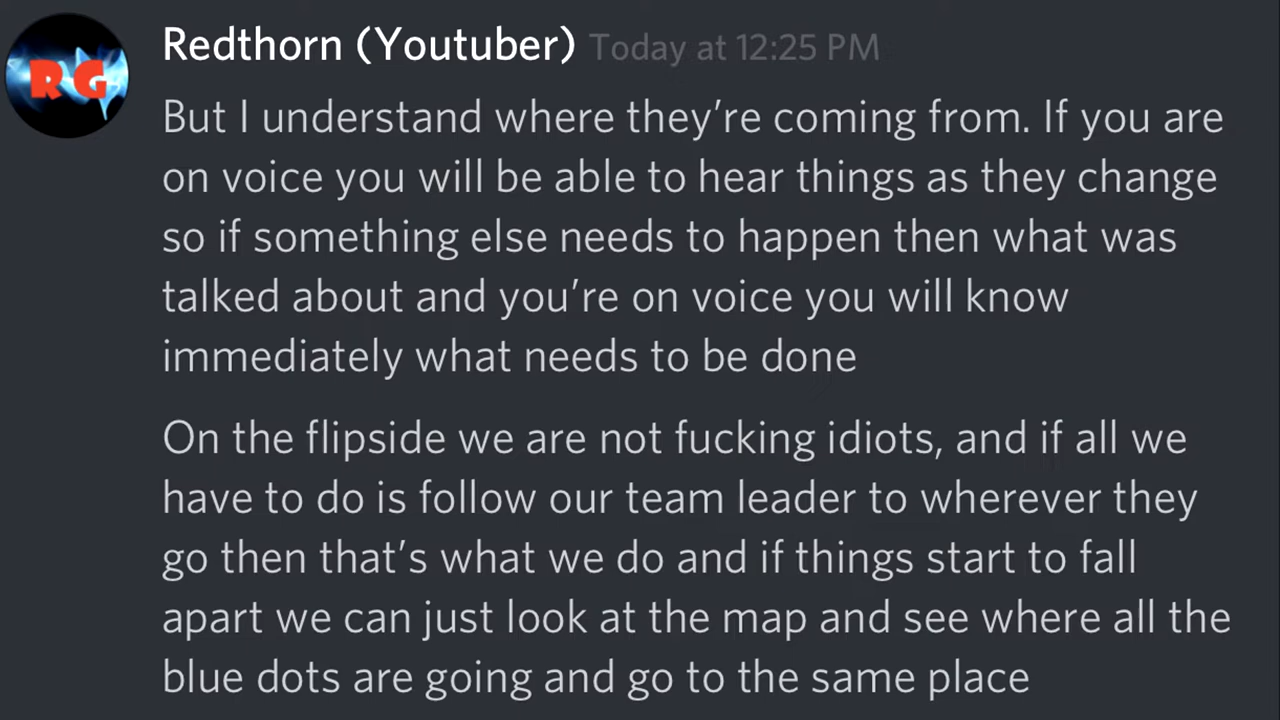 RG
Redthorn (Youtuber) Today at 12:25 PM
But I understand where they're coming from. If you are
on voice you will be able to hear things as they change
so if something else needs to happen then what was
talked about and you're on voice you will know
immediately what needs to be done
On the flipside we are not fucking idiots, and if all we
have to do is follow our team leader to wherever they
go then that's what we do and if things start to fall
apart we can just look at the map and see where all the
blue dots are going and go to the same place